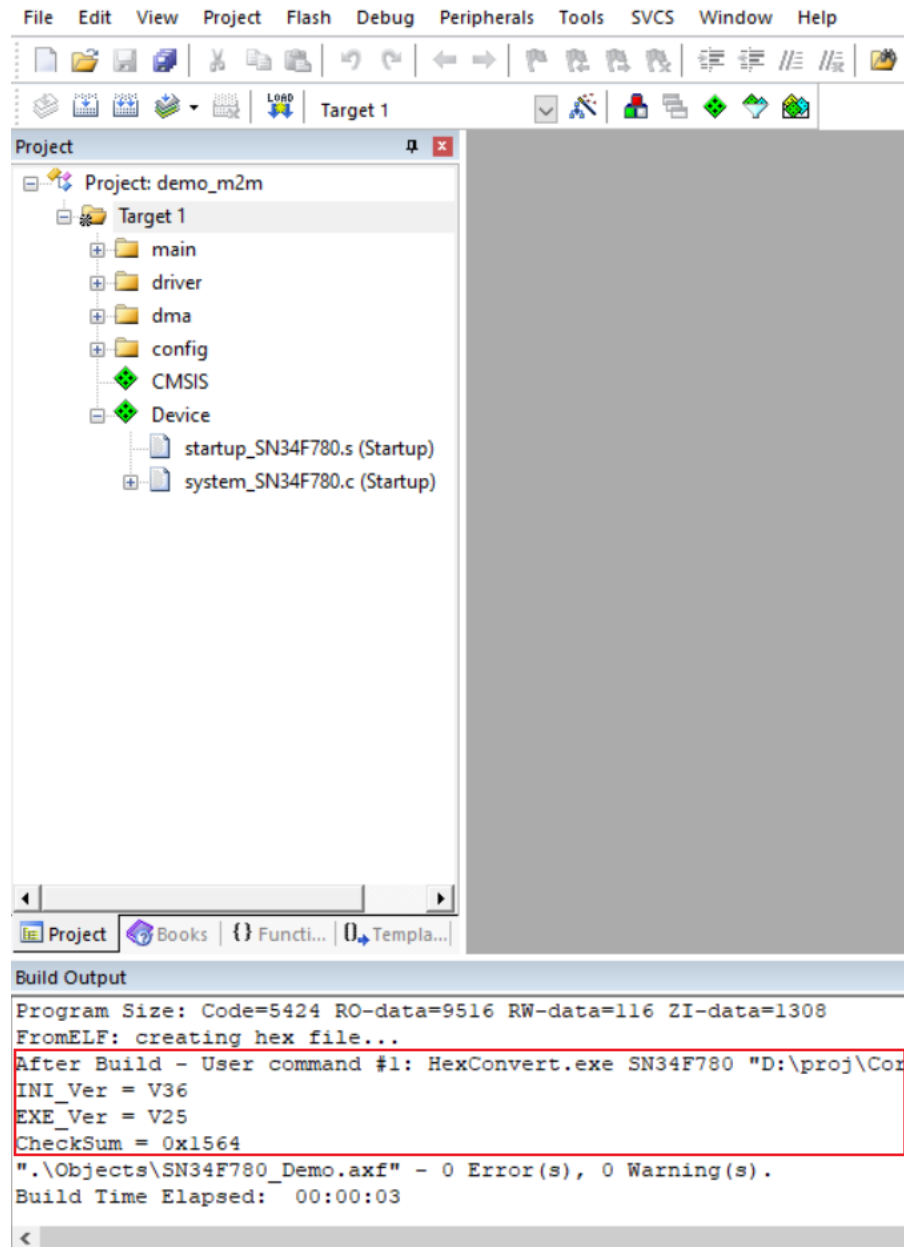 File Edit View Project Flash Debug Peripherals Tools SVCS Window Help
LOAD
Target 1
Project
Project: demo_m2m
Target 1
main
driver
dma
config
CMSIS
Device
startup_SN34F780.s (Startup)
system_SN34F780.c (Startup)
Project Books {} Functi... 0 Templa...
Build Output
Program Size: Code=5424 RO-data=9516 RW-data=116 ZI-data=1308
FromELF: creating hex file...
After Build - User command #1: HexConvert.exe SN34F780 "D:\proj\Cor
INI_Ver = V36
EXE_Ver = V25
CheckSum = 0x1564
".\Objects\SN34F780_Demo.axf" - 0 Error(s), 0 Warning(s).
Build Time Elapsed:  00:00:03